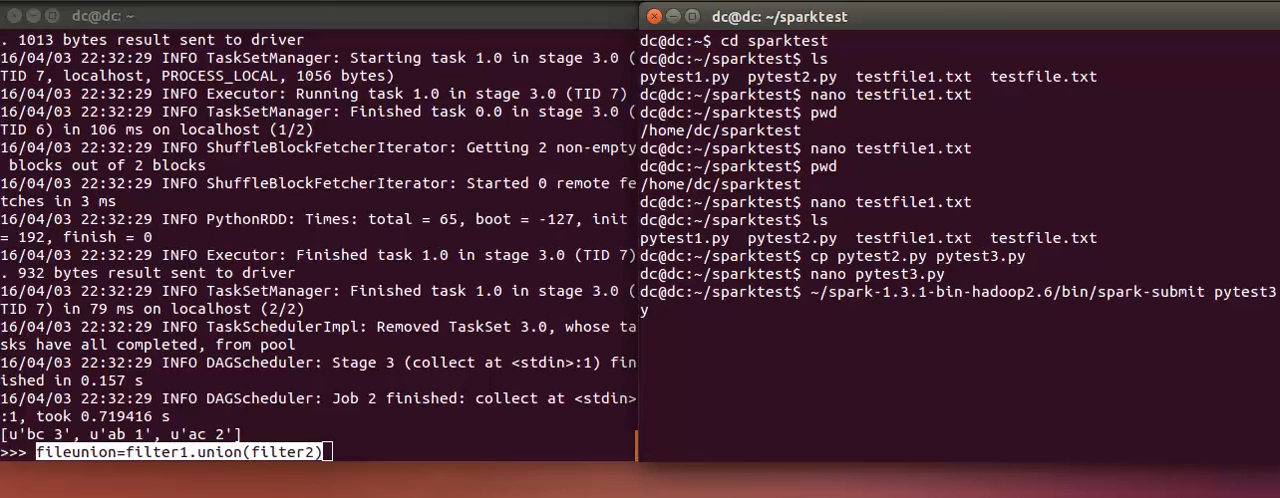 dc@dc: ~
. 1013 bytes result sent to driver
16/04/03 22:32:29 INFO TaskSetManager: Starting task 1.0 in stage 3.0 (
TID 7, localhost, PROCESS_LOCAL, 1056 bytes)
16/04/03 22:32:29 INFO Executor: Running task 1.0 in stage 3.0 (TID 7)
16/04/03 22:32:29 INFO TaskSetManager: Finished task 0.0 in stage 3.0 (
TID 6) in 106 ms on localhost (1/2)
16/04/03 22:32:29 INFO ShuffleBlockFetcherIterator: Getting 2 non-empty
blocks out of 2 blocks
16/04/03 22:32:29 INFO ShuffleBlockFetcherIterator: Started 0 remote fe
tches in 3 ms
16/04/03 22:32:29 INFO PythonRDD: Times: total = 65, boot = -127, init
= 192, finish = 0
16/04/03 22:32:29 INFO Executor: Finished task 1.0 in stage 3.0 (TID 7)
. 932 bytes result sent to driver
16/04/03 22:32:29 INFO TaskSetManager: Finished task 1.0 in stage 3.0 (
TID 7) in 79 ms on localhost (2/2)
16/04/03 22:32:29 INFO TaskSchedulerImpl: Removed TaskSet 3.0, whose ta
sks have all completed, from pool
16/04/03 22:32:29 INFO DAGScheduler: Stage 3 (collect at <stdin>:1) fin
ished in 0.157 s
16/04/03 22:32:29 INFO DAGScheduler: Job 2 finished: collect at <stdin>
:1, took 0.719416 s
[u'bc 3', u'ab 1', u'ac 2']
>>> fileunion=filter1.union(filter2)
dc@dc: ~/sparktest
dc@dc:~$ cd sparktest
dc@dc:~/sparktest$ ls
pytest1.py  pytest2.py  testfile1.txt  testfile.txt
dc@dc:~/sparktest$ nano testfile1.txt
dc@dc:~/sparktest$ pwd
/home/dc/sparktest
dc@dc:~/sparktest$ nano testfile1.txt
dc@dc:~/sparktest$ pwd
/home/dc/sparktest
dc@dc:~/sparktest$ nano testfile1.txt
dc@dc:~/sparktest$ ls
pytest1.py  pytest2.py  testfile1.txt  testfile.txt
dc@dc:~/sparktest$ cp pytest2.py pytest3.py
dc@dc:~/sparktest$ nano pytest3.py
dc@dc:~/sparktest$ ~/spark-1.3.1-bin-hadoop2.6/bin/spark-submit pytest3
y